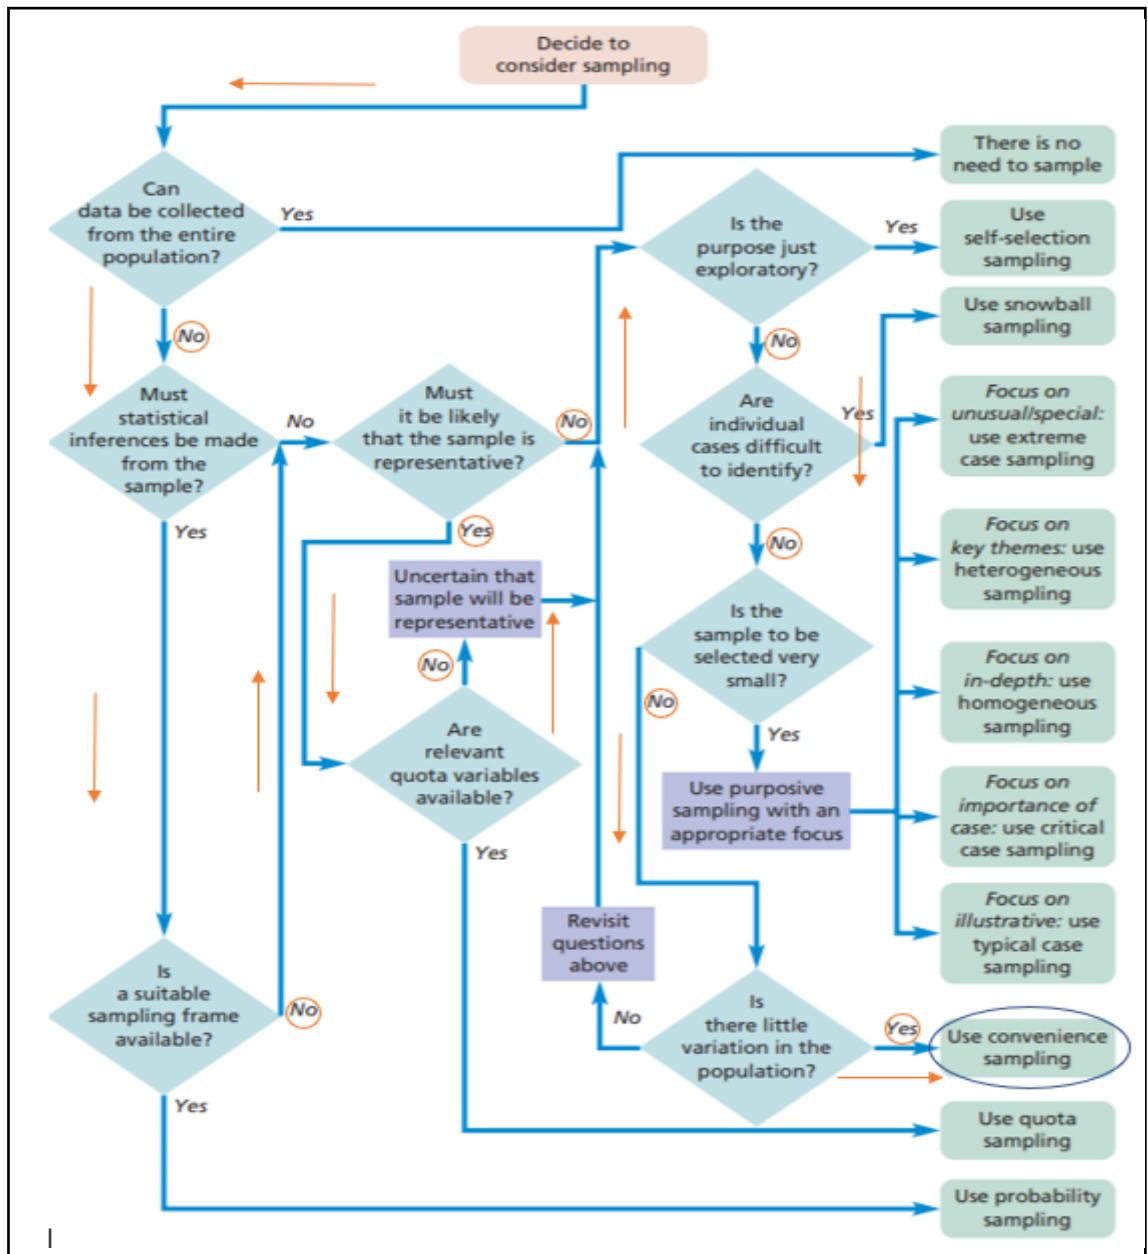 Decide to
consider sampling
Can
data be collected
from the entire
population?
Yes
There is no
need to sample
No
Is the
purpose just
exploratory?
Yes
Use
self-selection
sampling
No
Use snowball
sampling
Must
statistical
inferences be made
from the
sample?
No
Must
it be likely
that the sample is
representative?
No
Are
individual
cases difficult
to identify?
Yes
Focus on
unusual/special:
use extreme
case sampling
Yes
Yes
No
Uncertain that
sample will be
representative
Is the
sample to be
selected very
small?
Focus on
key themes: use
heterogeneous
sampling
No
No
Yes
Focus on
in-depth: use
homogeneous
sampling
Are
relevant
quota variables
available?
Yes
Use purposive
sampling with an
appropriate focus
Focus on
importance of
case: use critical
case sampling
Revisit
questions
above
Focus on
illustrative: use
typical case
sampling
Is
a suitable
sampling frame
available?
No
Yes
No
Is
there little
variation in the
population?
Yes
Use convenience
sampling
Use quota
sampling
Use probability
sampling